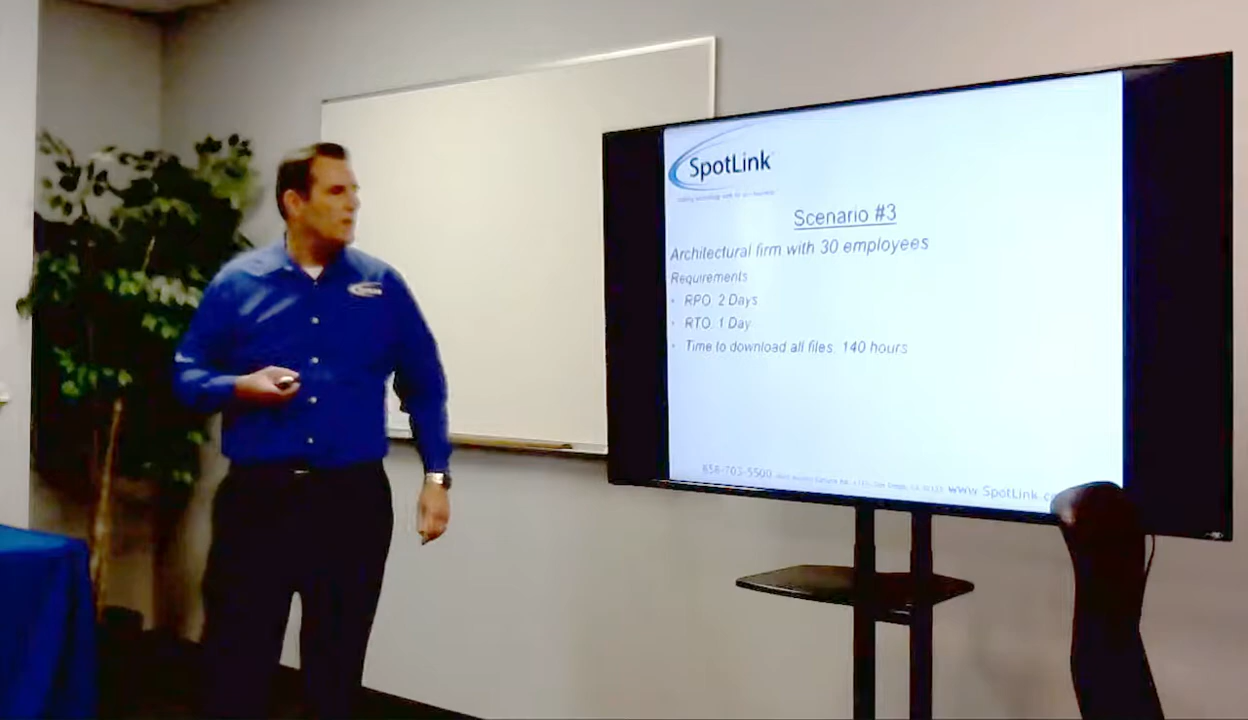 SpotLink
Scenario #3
Architectural firm with 30 employees
Requirements
RPO: 2 Days
RTO: 1 Day
Time to download all files: 140 hours
858-703-5500
www.SpotLink.c